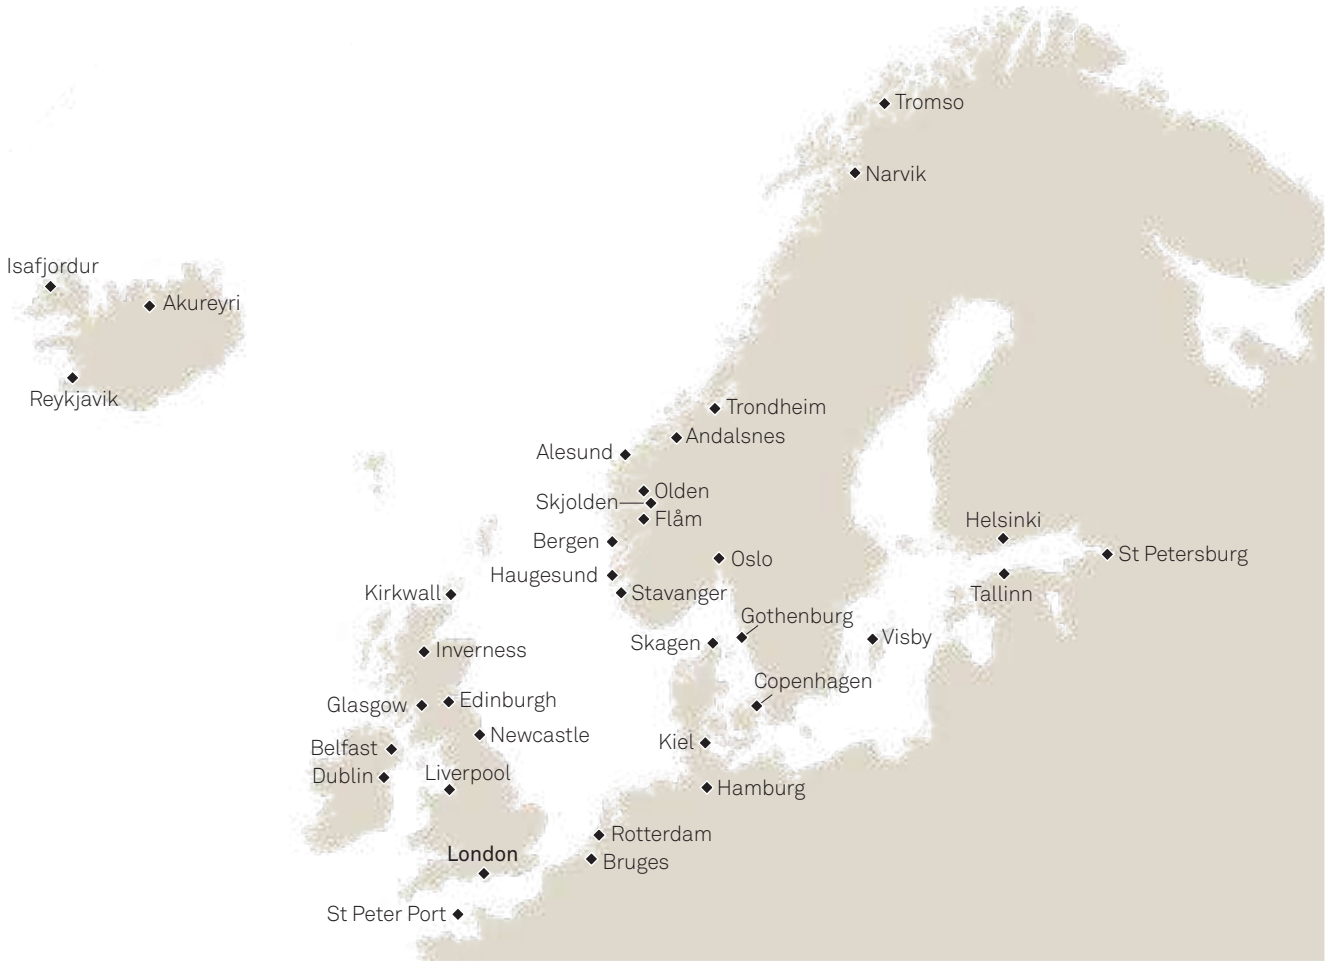 Tromso
Narvik
Isafjordur
Akureyri
Reykjavik
Trondheim
Andalsnes
Alesund
Olden
Skjolden
Flåm
Helsinki
Bergen
St Petersburg
Oslo
Haugesund
Stavanger
Kirkwall
Tallinn
Gothenburg
Visby
Skagen
Inverness
Copenhagen
Edinburgh
Glasgow
Newcastle
Kiel
Belfast
Liverpool
Dublin
Hamburg
Rotterdam
London
Bruges
St Peter Port